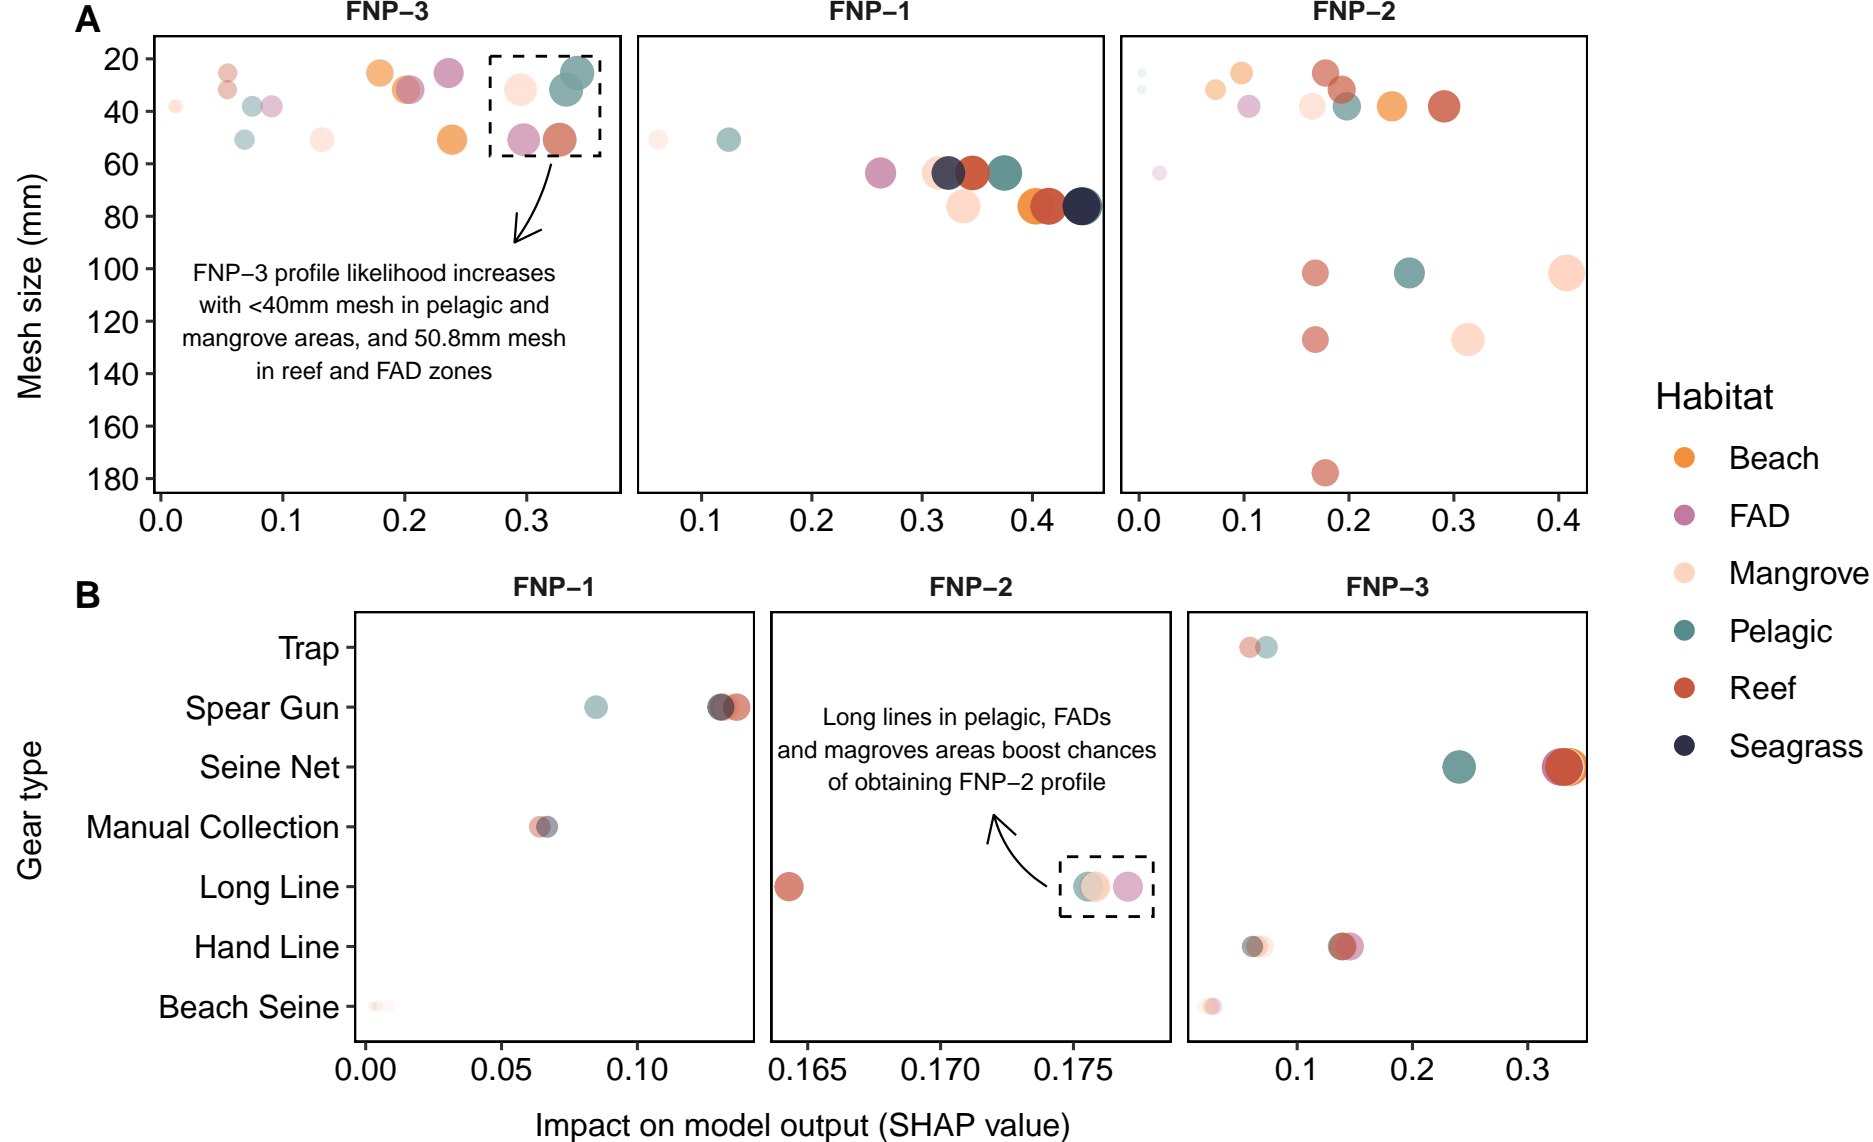 A
FNP−3
FNP−1
FNP−2
Mesh size (mm)
20
40
60
80
100
120
140
160
180
FNP−3 profile likelihood increases
with <40mm mesh in pelagic and
mangrove areas, and 50.8mm mesh
in reef and FAD zones
0.0 0.1 0.2 0.3
0.1 0.2 0.3 0.4
0.0 0.1 0.2 0.3 0.4
Habitat
Beach
FAD
Mangrove
Pelagic
Reef
Seagrass
B
FNP−1
FNP−2
FNP−3
Gear type
Trap
Spear Gun
Seine Net
Manual Collection
Long Line
Hand Line
Beach Seine
Long lines in pelagic, FADs
and magroves areas boost chances
of obtaining FNP−2 profile
0.00 0.05 0.10
0.165 0.170 0.175
0.1 0.2 0.3
Impact on model output (SHAP value)